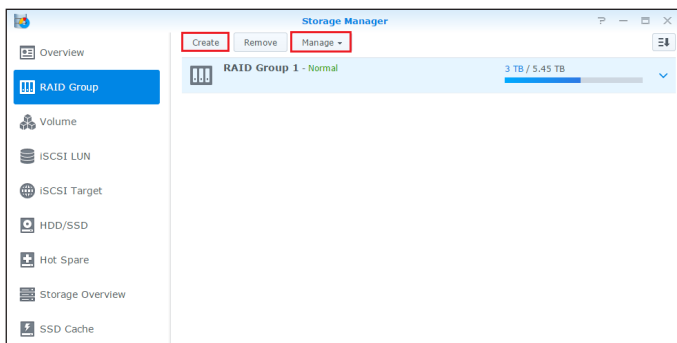 Storage Manager
Create Remove Manage
Overview
RAID Group
Volume
iSCSI LUN
iSCSI Target
HDD/SSD
Hot Spare
Storage Overview
SSD Cache
RAID Group 1 - Normal
3 TB / 5.45 TB